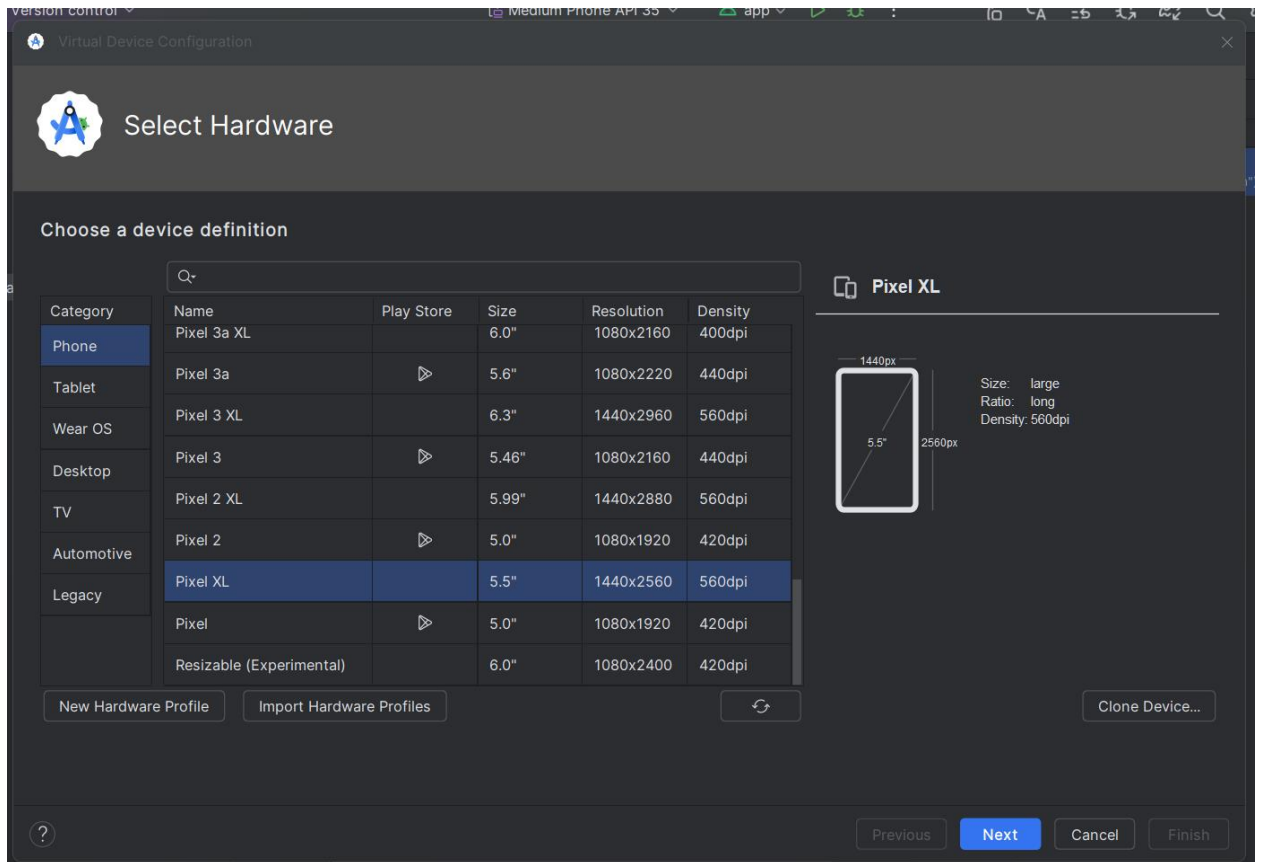 Version control Medium Phone API 35 app
Virtual Device Configuration
Select Hardware
Choose a device definition
Category Name Play Store Size Resolution Density
Phone
Tablet
Wear OS
Desktop
TV
Automotive
Legacy
Pixel 3a XL 6.0" 1080x2160 400dpi
Pixel 3a 5.6" 1080x2220 440dpi
Pixel 3 XL 6.3" 1440x2960 560dpi
Pixel 3 5.46" 1080x2160 440dpi
Pixel 2 XL 5.99" 1440x2880 560dpi
Pixel 2 5.0" 1080x1920 420dpi
Pixel XL 5.5" 1440x2560 560dpi
Pixel 5.0" 1080x1920 420dpi
Resizable (Experimental) 6.0" 1080x2400 420dpi
Pixel XL
1440px
5.5" 2560px
Size: large
Ratio: long
Density: 560dpi
New Hardware Profile Import Hardware Profiles Clone Device...
? Previous Next Cancel Finish